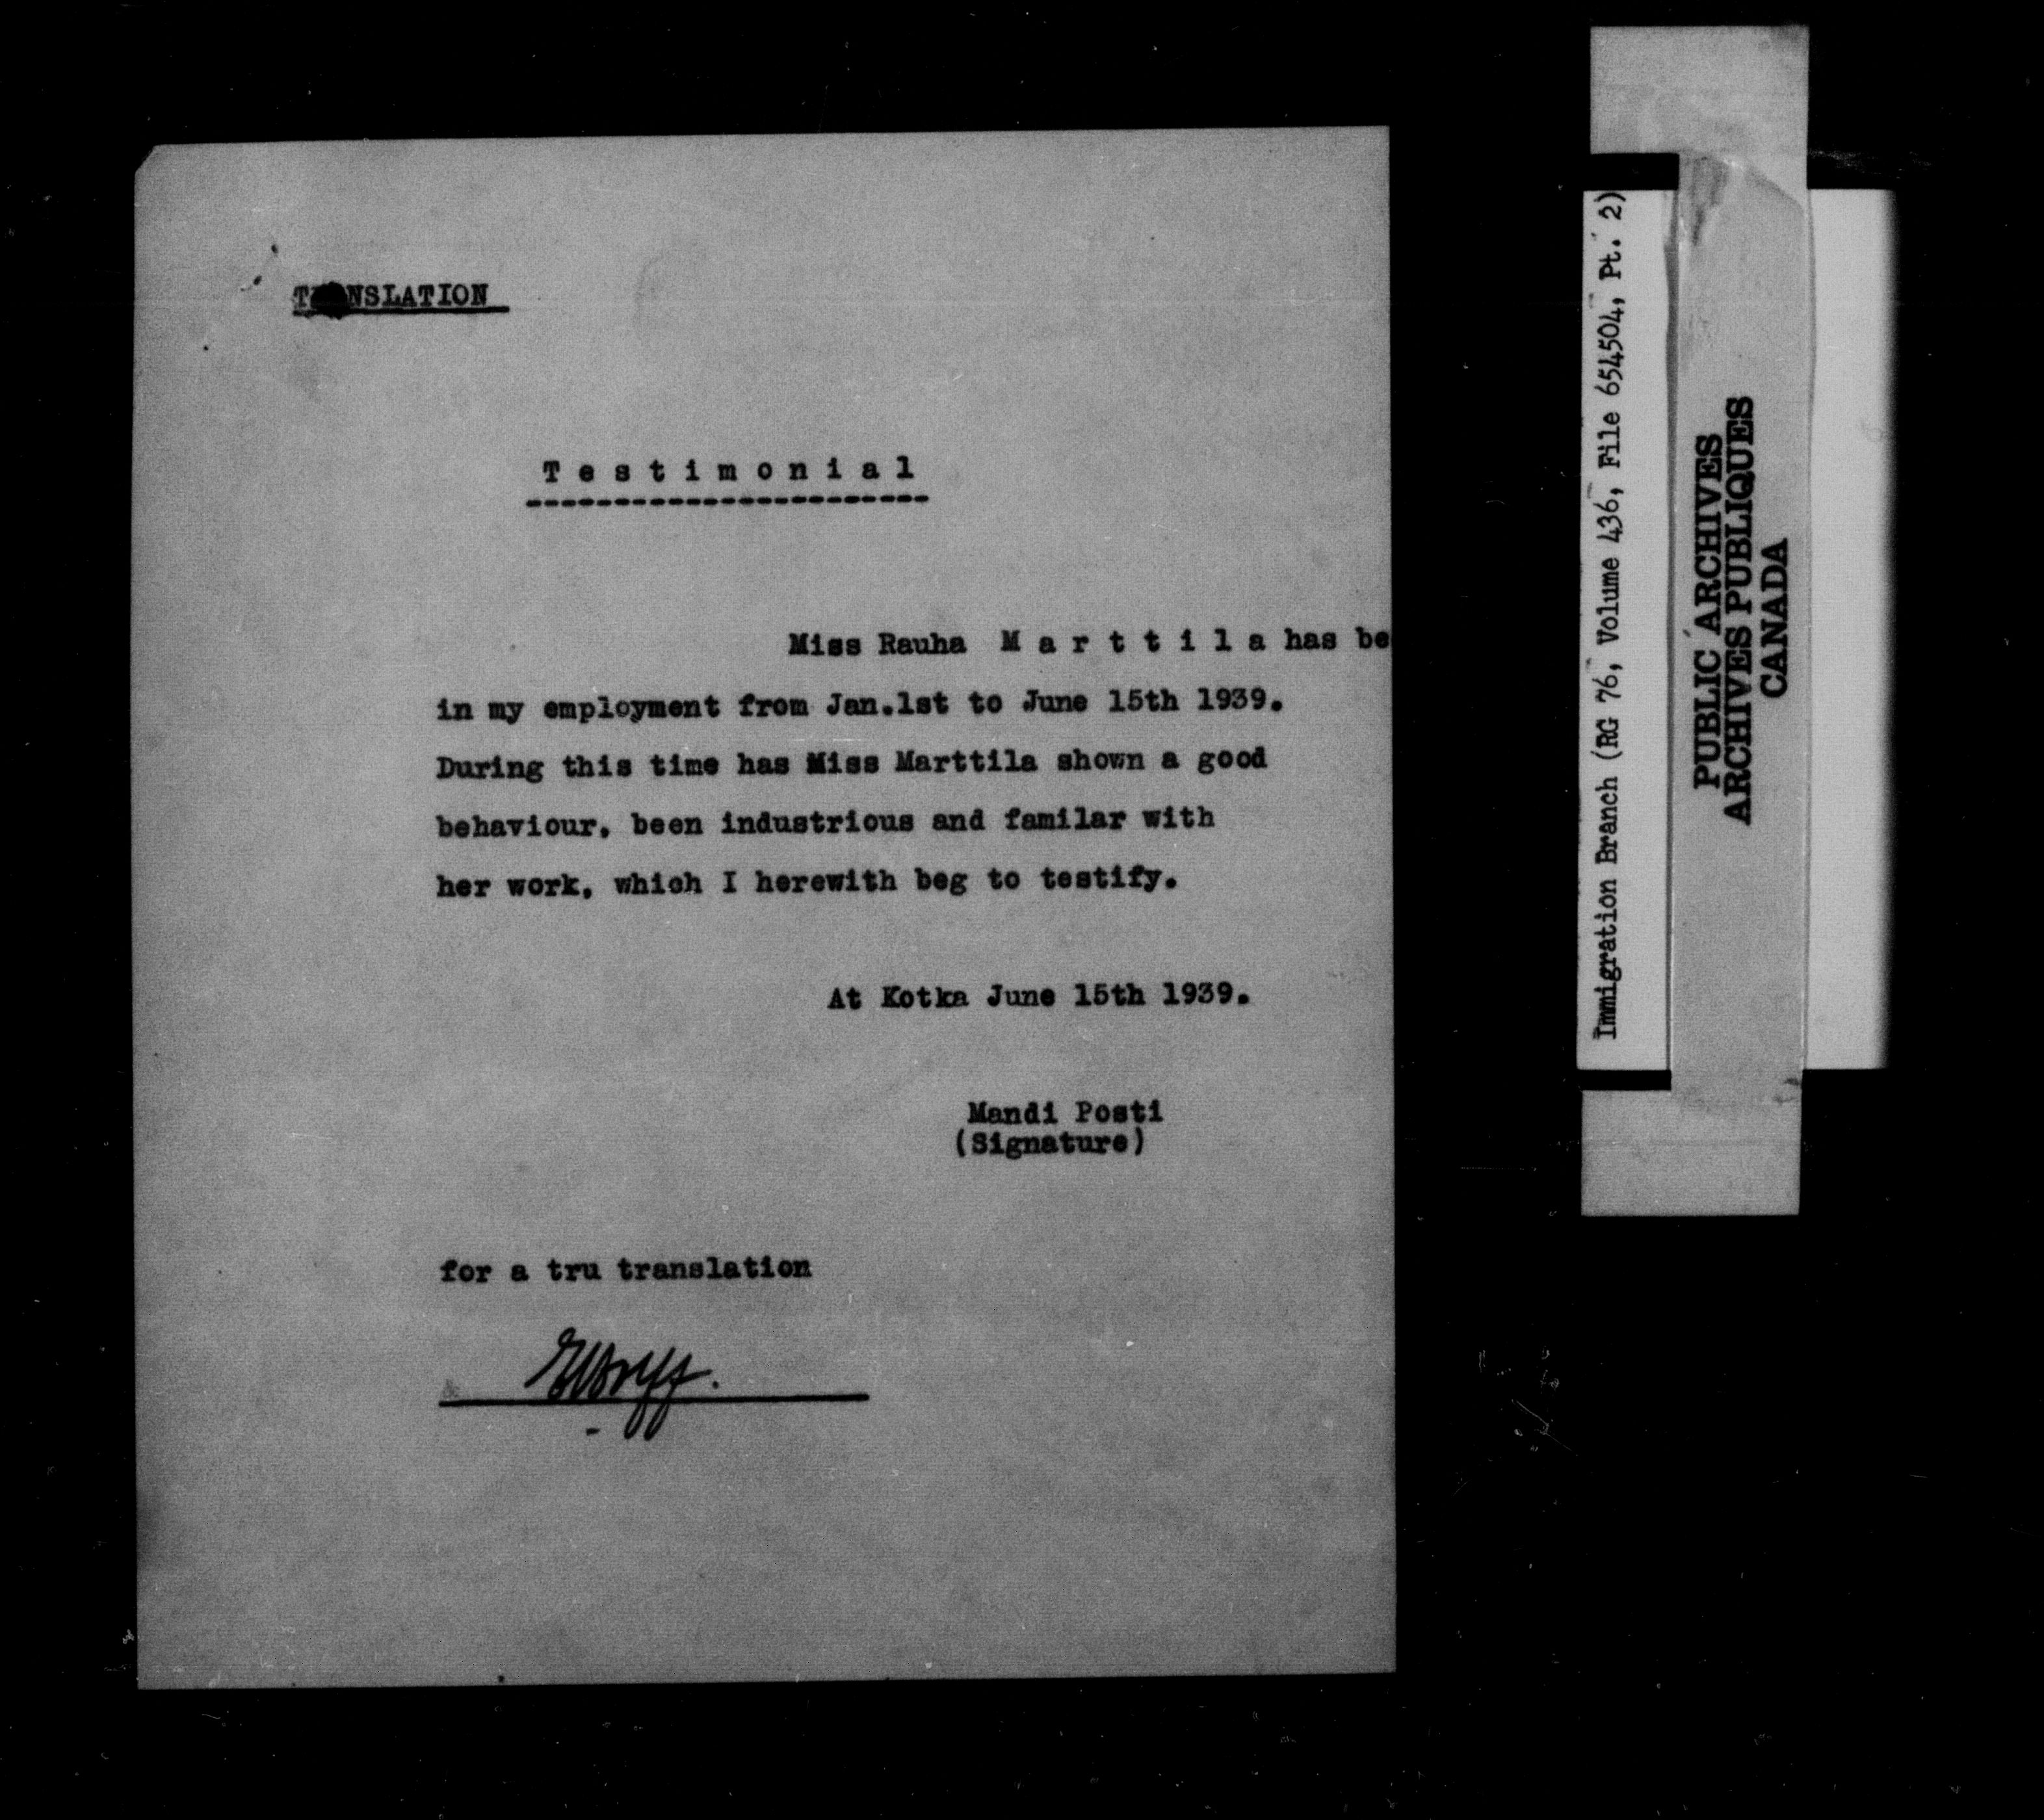 TRANSLATION
Testimonial
Miss Rauha Marttila has be
in my employment from Jan.1st to June 15th 1939.
During this time has Miss Marttila shown a good
behaviour, been industrious and familar with
her work, which I herewith beg to testify.
At Kotka June 15th 1939.
Mandi Posti
(Signature)
for a tru translation
Immigration Branch (RG 76, Volume 436, File 654504, Pt. 2)
PUBLIC ARCHIVES
ARCHIVES PUBLIQUES
CANADA